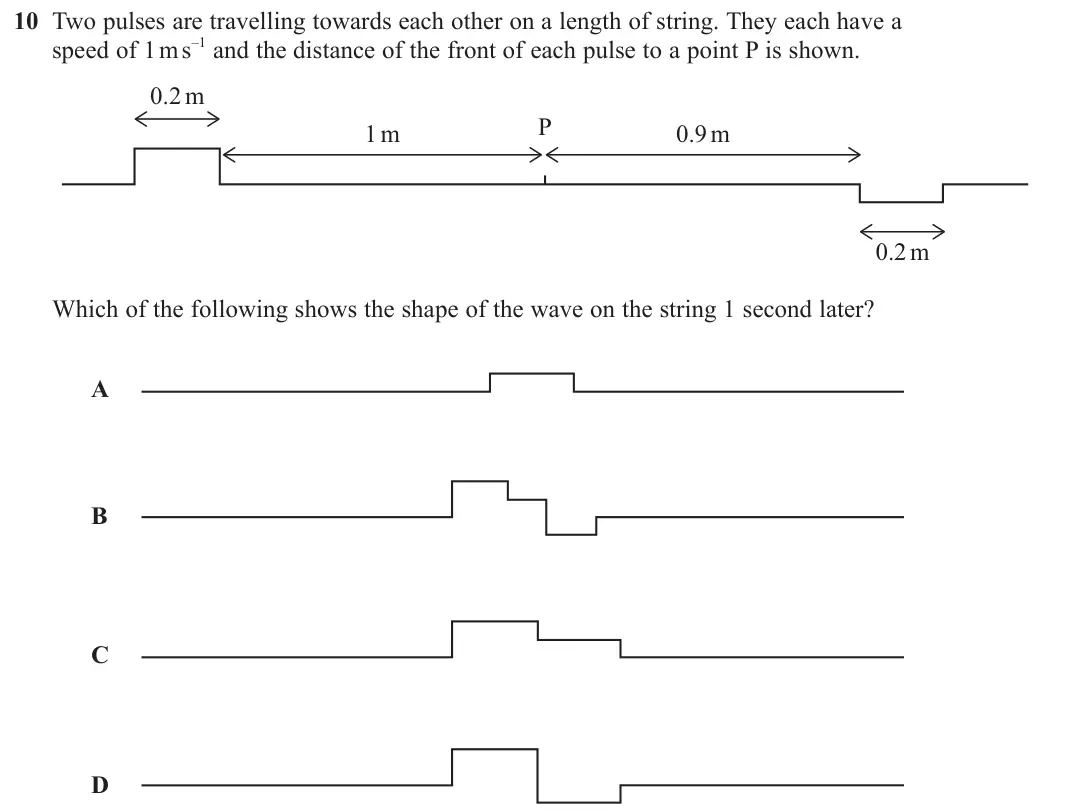 10 Two pulses are travelling towards each other on a length of string. They each have a
speed of 1 m s⁻¹ and the distance of the front of each pulse to a point P is shown.
0.2 m
1 m
P
0.9 m
0.2 m
Which of the following shows the shape of the wave on the string 1 second later?
A
B
C
D